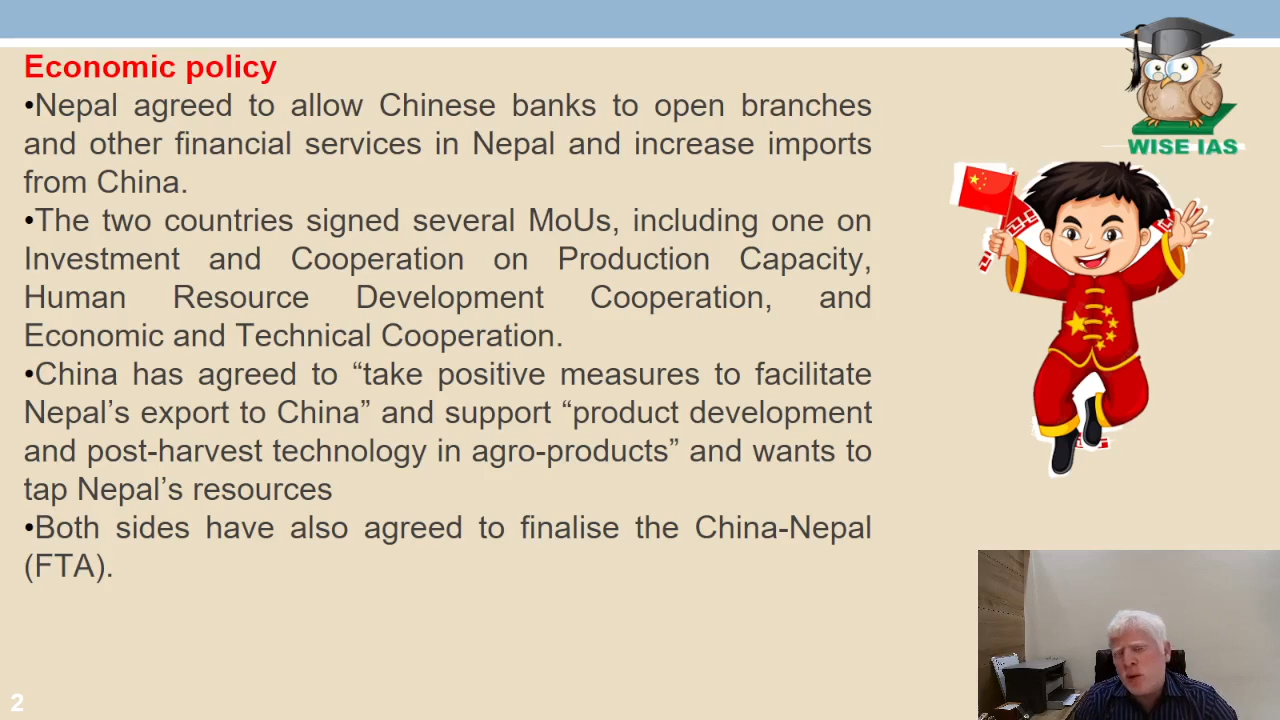 Economic policy
•Nepal agreed to allow Chinese banks to open branches
and other financial services in Nepal and increase imports
from China.
•The two countries signed several MoUs, including one on
Investment and Cooperation on Production Capacity,
Human Resource Development Cooperation, and
Economic and Technical Cooperation.
•China has agreed to “take positive measures to facilitate
Nepal’s export to China” and support “product development
and post-harvest technology in agro-products” and wants to
tap Nepal’s resources
•Both sides have also agreed to finalise the China-Nepal
(FTA).
WISE IAS
2